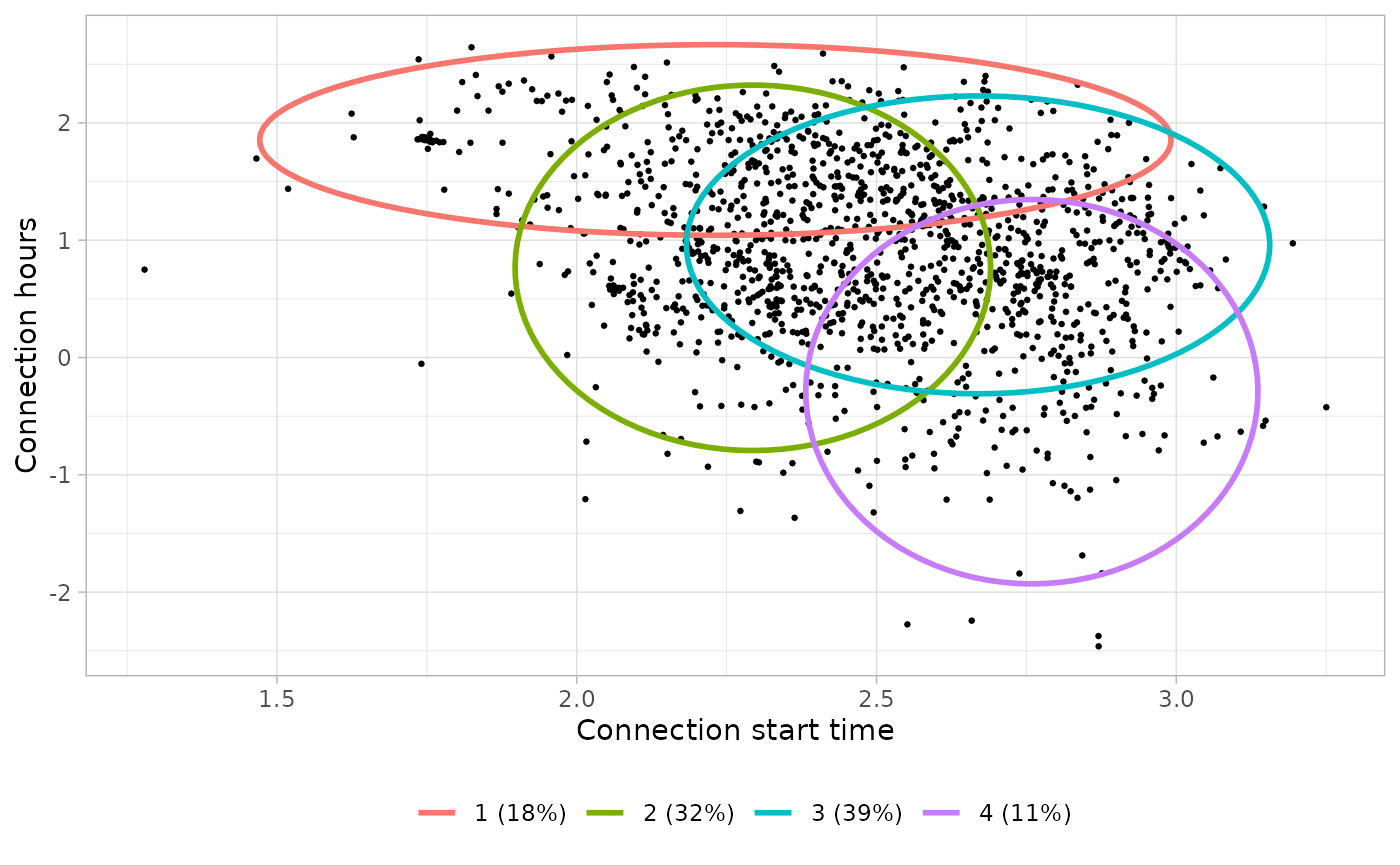 2
1
0
-1
-2
Connection hours
1.5 2.0 2.5 3.0
Connection start time
1 (18%) 2 (32%) 3 (39%) 4 (11%)